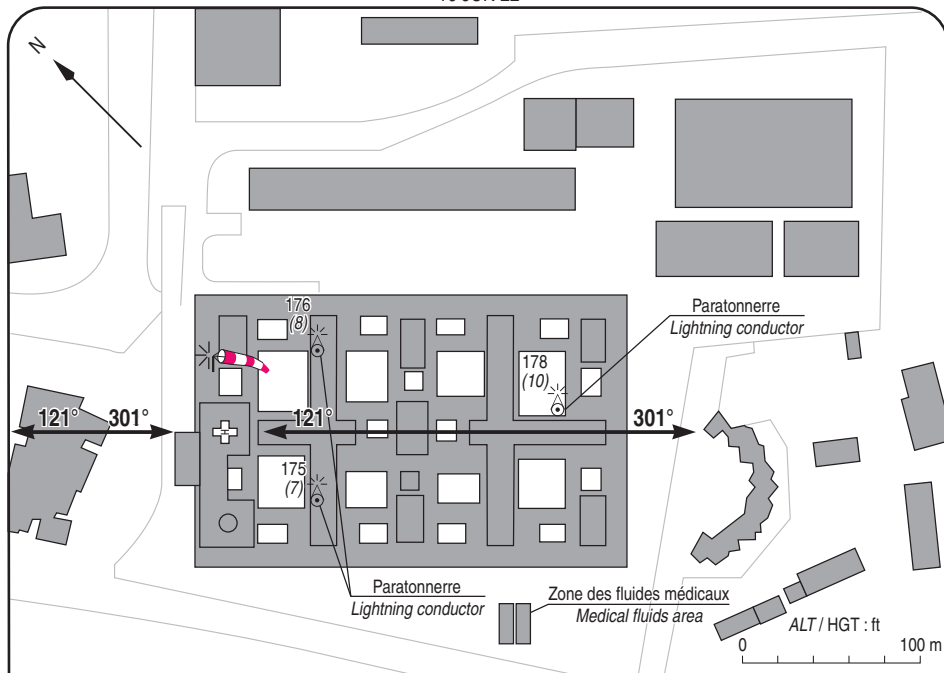 N
176
(8)
Paratonnerre
Lightning conductor
178
(10)
121° 301° 121° 301°
H
175
(7)
Paratonnerre
Lightning conductor
Zone des fluides médicaux
Medical fluids area
ALT / HGT : ft
0 100 m